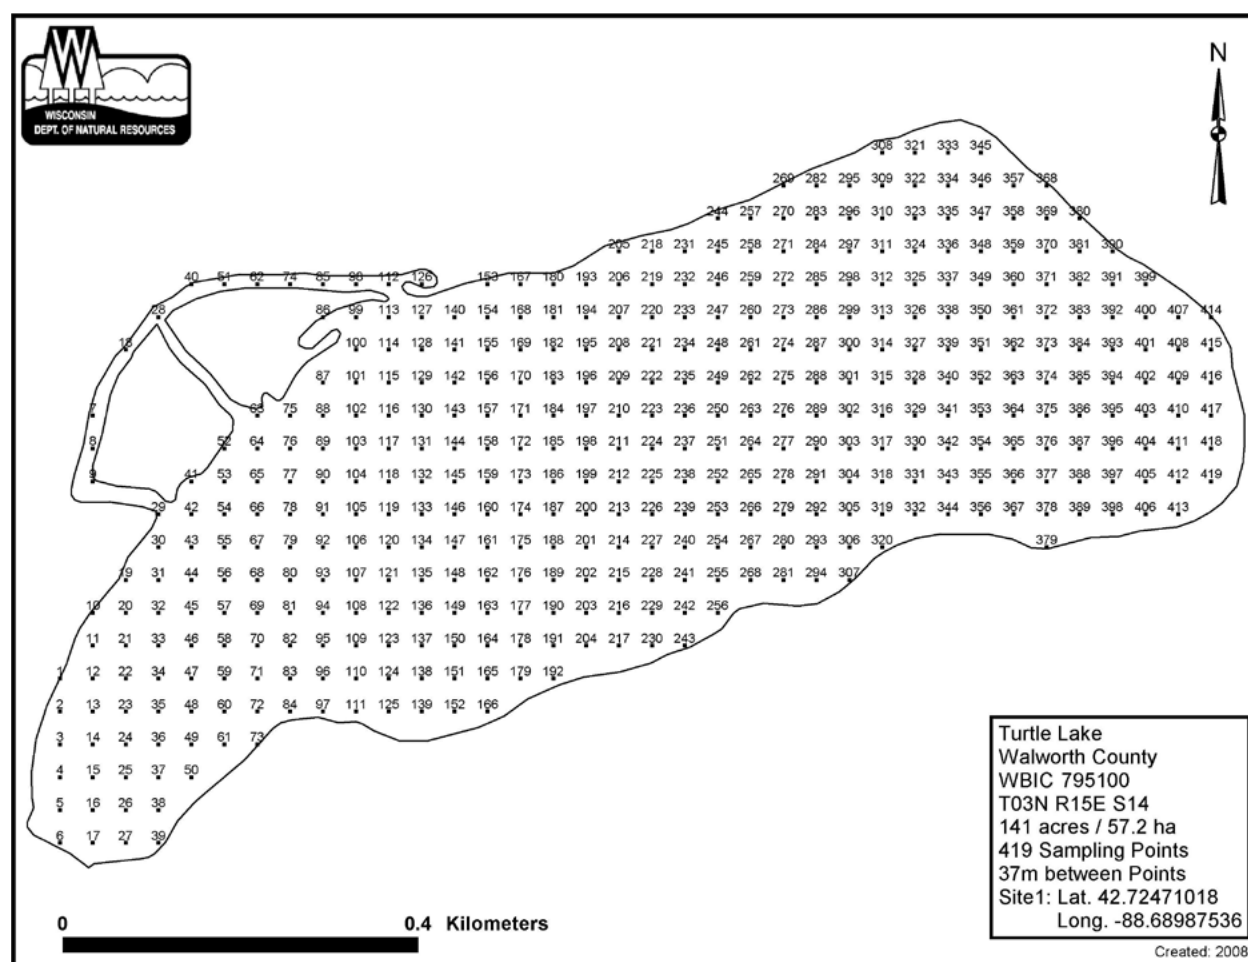 N
WISCONSIN
DEPT. OF NATURAL RESOURCES
308 321 333 345
269 282 295 309 322 334 346 357 368
244 257 270 283 296 310 323 335 347 358 369 380
205 218 231 245 258 271 284 297 311 324 336 348 359 370 381 390
40 51 62 74 85 98 112 126 153 167 180 193 206 219 232 246 259 272 285 298 312 325 337 349 360 371 382 391 399
28 86 99 113 127 140 154 168 181 194 207 220 233 247 260 273 286 299 313 326 338 350 361 372 383 392 400 407 414
18 100 114 128 141 155 169 182 195 208 221 234 248 261 274 287 300 314 327 339 351 362 373 384 393 401 408 415
87 101 115 129 142 156 170 183 196 209 222 235 249 262 275 288 301 315 328 340 352 363 374 385 394 402 409 416
7 63 75 88 102 116 130 143 157 171 184 197 210 223 236 250 263 276 289 302 316 329 341 353 364 375 386 395 403 410 417
8 52 64 76 89 103 117 131 144 158 172 185 198 211 224 237 251 264 277 290 303 317 330 342 354 365 376 387 396 404 411 418
9 41 53 65 77 90 104 118 132 145 159 173 186 199 212 225 238 252 265 278 291 304 318 331 343 355 366 377 388 397 405 412 419
29 42 54 66 78 91 105 119 133 146 160 174 187 200 213 226 239 253 266 279 292 305 319 332 344 356 367 378 389 398 406 413
30 43 55 67 79 92 106 120 134 147 161 175 188 201 214 227 240 254 267 280 293 306 320 379
19 31 44 56 68 80 93 107 121 135 148 162 176 189 202 215 228 241 255 268 281 294 307
10 20 32 45 57 69 81 94 108 122 136 149 163 177 190 203 216 229 242 256
11 21 33 46 58 70 82 95 109 123 137 150 164 178 191 204 217 230 243
1 12 22 34 47 59 71 83 96 110 124 138 151 165 179 192
2 13 23 35 48 60 72 84 97 111 125 139 152 166
3 14 24 36 49 61 73
4 15 25 37 50
5 16 26 38
6 17 27 39
Turtle Lake
Walworth County
WBIC 795100
T03N R15E S14
141 acres / 57.2 ha
419 Sampling Points
37m between Points
Site1: Lat. 42.72471018
Long. -88.68987536
0 0.4 Kilometers
Created: 2008